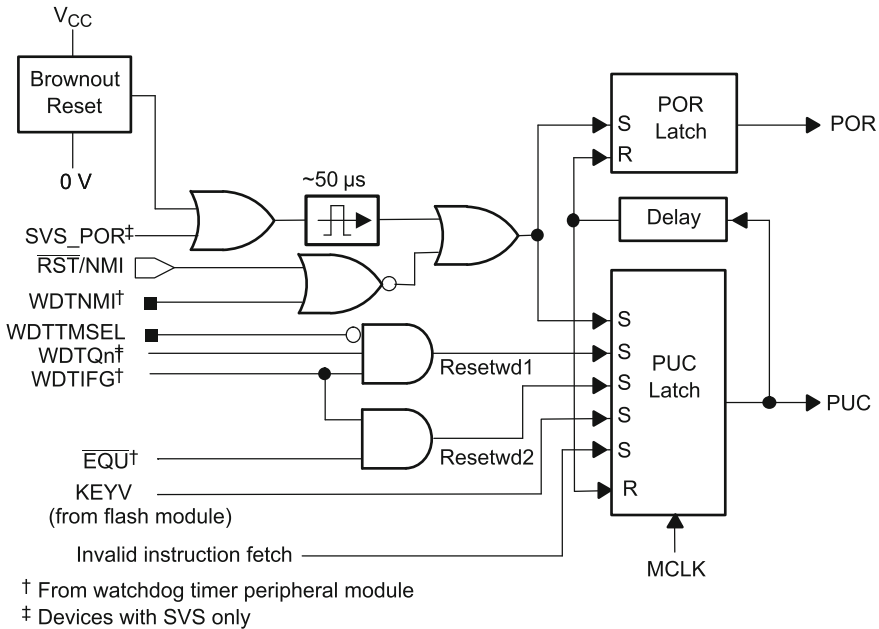 VCC
Brownout
Reset
0 V
~50 µs
SVS_POR‡
R̅S̅T̅/NMI
WDTNMI†
WDTTMSEL
WDTQn‡
WDTIFG†
E̅Q̅U̅†
KEYV
(from flash module)
Invalid instruction fetch
Resetwd1
Resetwd2
S
POR
Latch
R
POR
Delay
S
S
PUC
Latch
S
S
S
R
PUC
MCLK
† From watchdog timer peripheral module
‡ Devices with SVS only